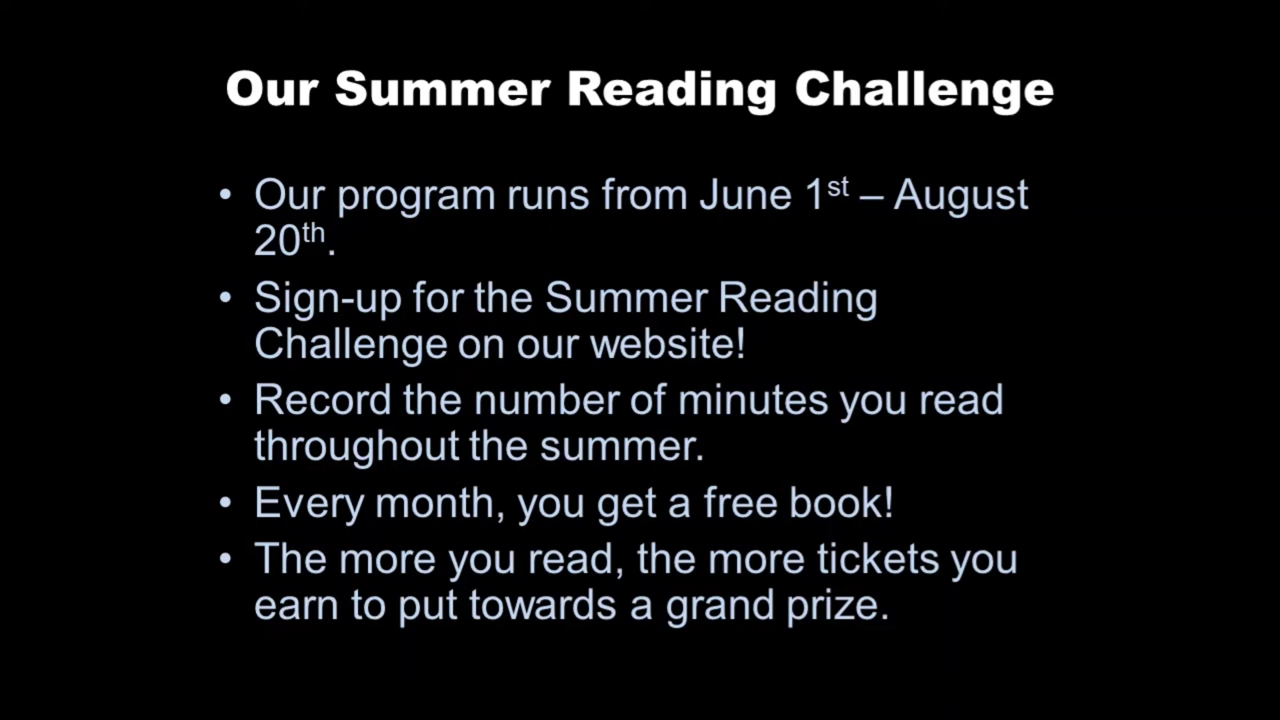 Our Summer Reading Challenge
• Our program runs from June 1st – August
20th.
• Sign-up for the Summer Reading
Challenge on our website!
• Record the number of minutes you read
throughout the summer.
• Every month, you get a free book!
• The more you read, the more tickets you
earn to put towards a grand prize.